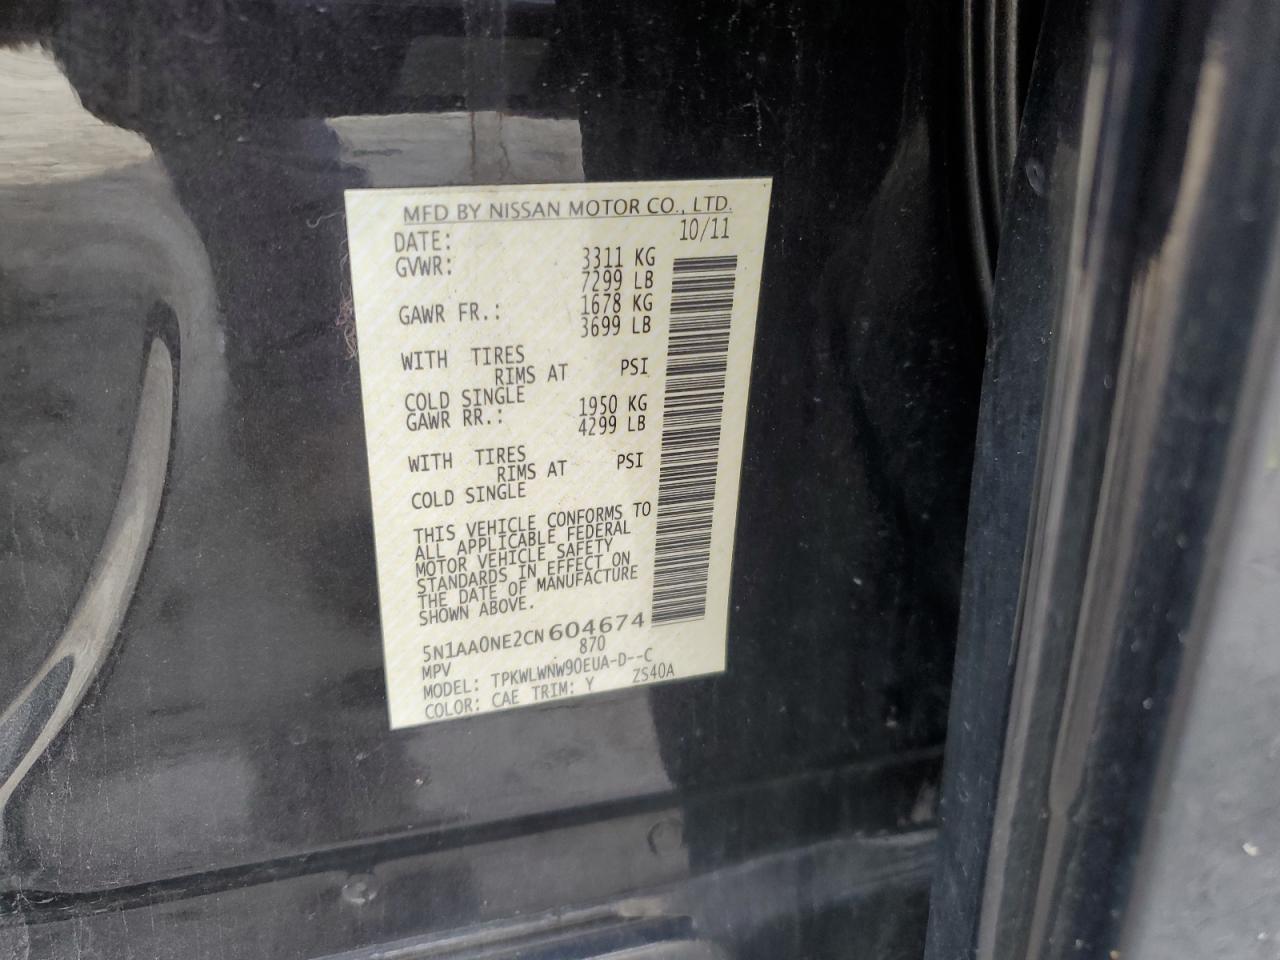 MFD BY NISSAN MOTOR CO., LTD.
DATE: 10/11
GVWR: 3311 KG
7299 LB
GAWR FR.: 1678 KG
3699 LB
WITH TIRES
RIMS AT PSI
COLD SINGLE
GAWR RR.: 1950 KG
4299 LB
WITH TIRES
RIMS AT PSI
COLD SINGLE
THIS VEHICLE CONFORMS TO
ALL APPLICABLE FEDERAL
MOTOR VEHICLE SAFETY
STANDARDS IN EFFECT ON
THE DATE OF MANUFACTURE
SHOWN ABOVE.
5N1AA0NE2CN604674
MPV 870
MODEL: TPKWLWNW90EUA-D--C
COLOR: CAE TRIM: Y ZS40A